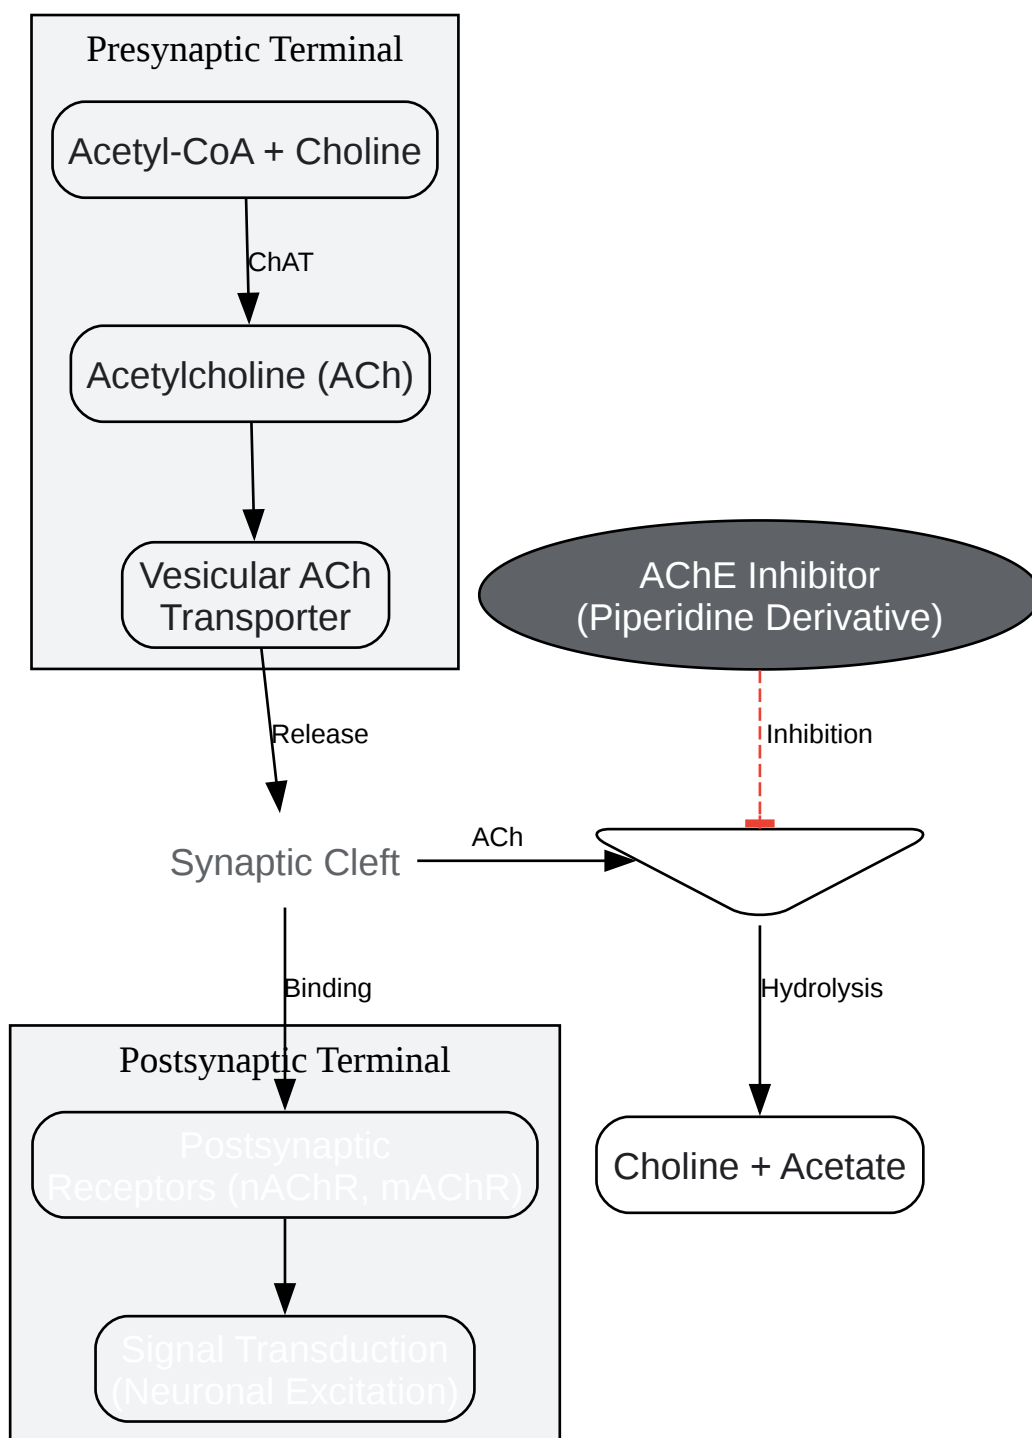 Presynaptic Terminal
Acetyl-CoA + Choline
ChAT
Acetylcholine (ACh)
Vesicular ACh
Transporter
AChE Inhibitor
(Piperidine Derivative)
Release
Inhibition
Synaptic Cleft
ACh
Binding
Hydrolysis
Postsynaptic Terminal
Postsynaptic
Receptors (nAChR, mAChR)
Choline + Acetate
Signal Transduction
(Neuronal Excitation)